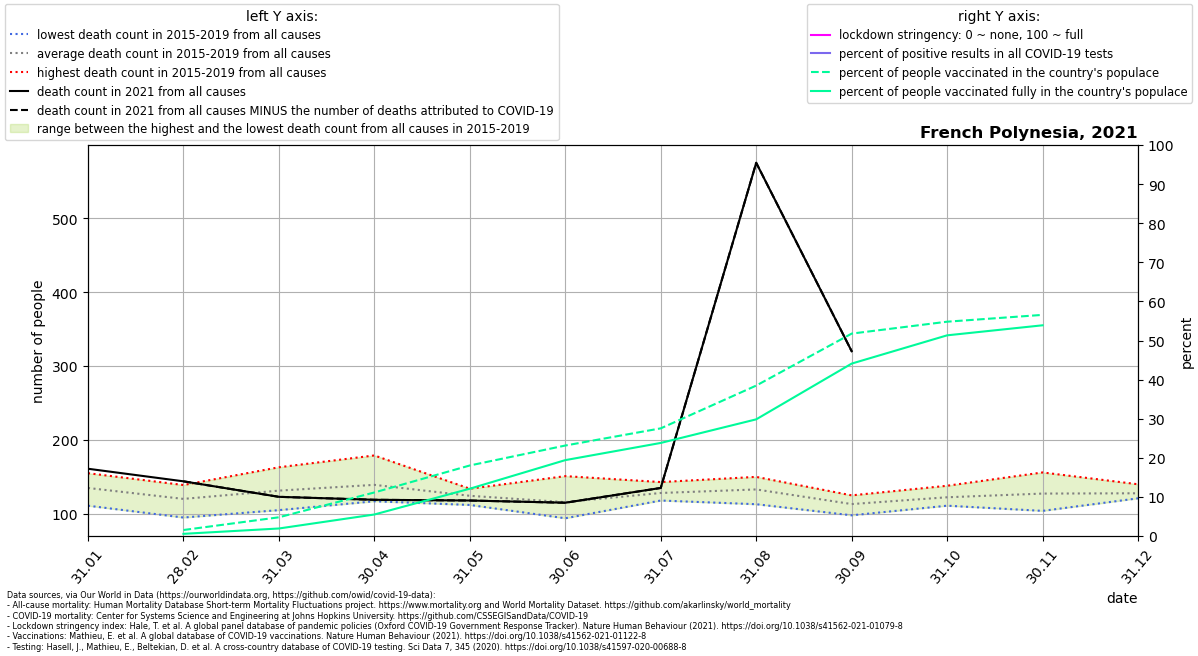 left Y axis:
lowest death count in 2015-2019 from all causes
average death count in 2015-2019 from all causes
highest death count in 2015-2019 from all causes
death count in 2021 from all causes
death count in 2021 from all causes MINUS the number of deaths attributed to COVID-19
range between the highest and the lowest death count from all causes in 2015-2019
right Y axis:
lockdown stringency: 0 ~ none, 100 ~ full
percent of positive results in all COVID-19 tests
percent of people vaccinated in the country's populace
percent of people vaccinated fully in the country's populace
French Polynesia, 2021
number of people
500
400
300
200
100
100
90
80
70
60
50
40
30
20
10
0
percent
31.01
28.02
31.03
30.04
31.05
30.06
31.07
31.08
30.09
31.10
30.11
31.12
date
Data sources, via Our World in Data (https://ourworldindata.org, https://github.com/owid/covid-19-data):
- All-cause mortality: Human Mortality Database Short-term Mortality Fluctuations project. https://www.mortality.org and World Mortality Dataset. https://github.com/akarlinsky/world_mortality
- COVID-19 mortality: Center for Systems Science and Engineering at Johns Hopkins University. https://github.com/CSSEGISandData/COVID-19
- Lockdown stringency index: Hale, T. et al. A global panel database of pandemic policies (Oxford COVID-19 Government Response Tracker). Nature Human Behaviour (2021). https://doi.org/10.1038/s41562-021-01079-8
- Vaccinations: Mathieu, E. et al. A global database of COVID-19 vaccinations. Nature Human Behaviour (2021). https://doi.org/10.1038/s41562-021-01122-8
- Testing: Hasell, J., Mathieu, E., Beltekian, D. et al. A cross-country database of COVID-19 testing. Sci Data 7, 345 (2020). https://doi.org/10.1038/s41597-020-00688-8